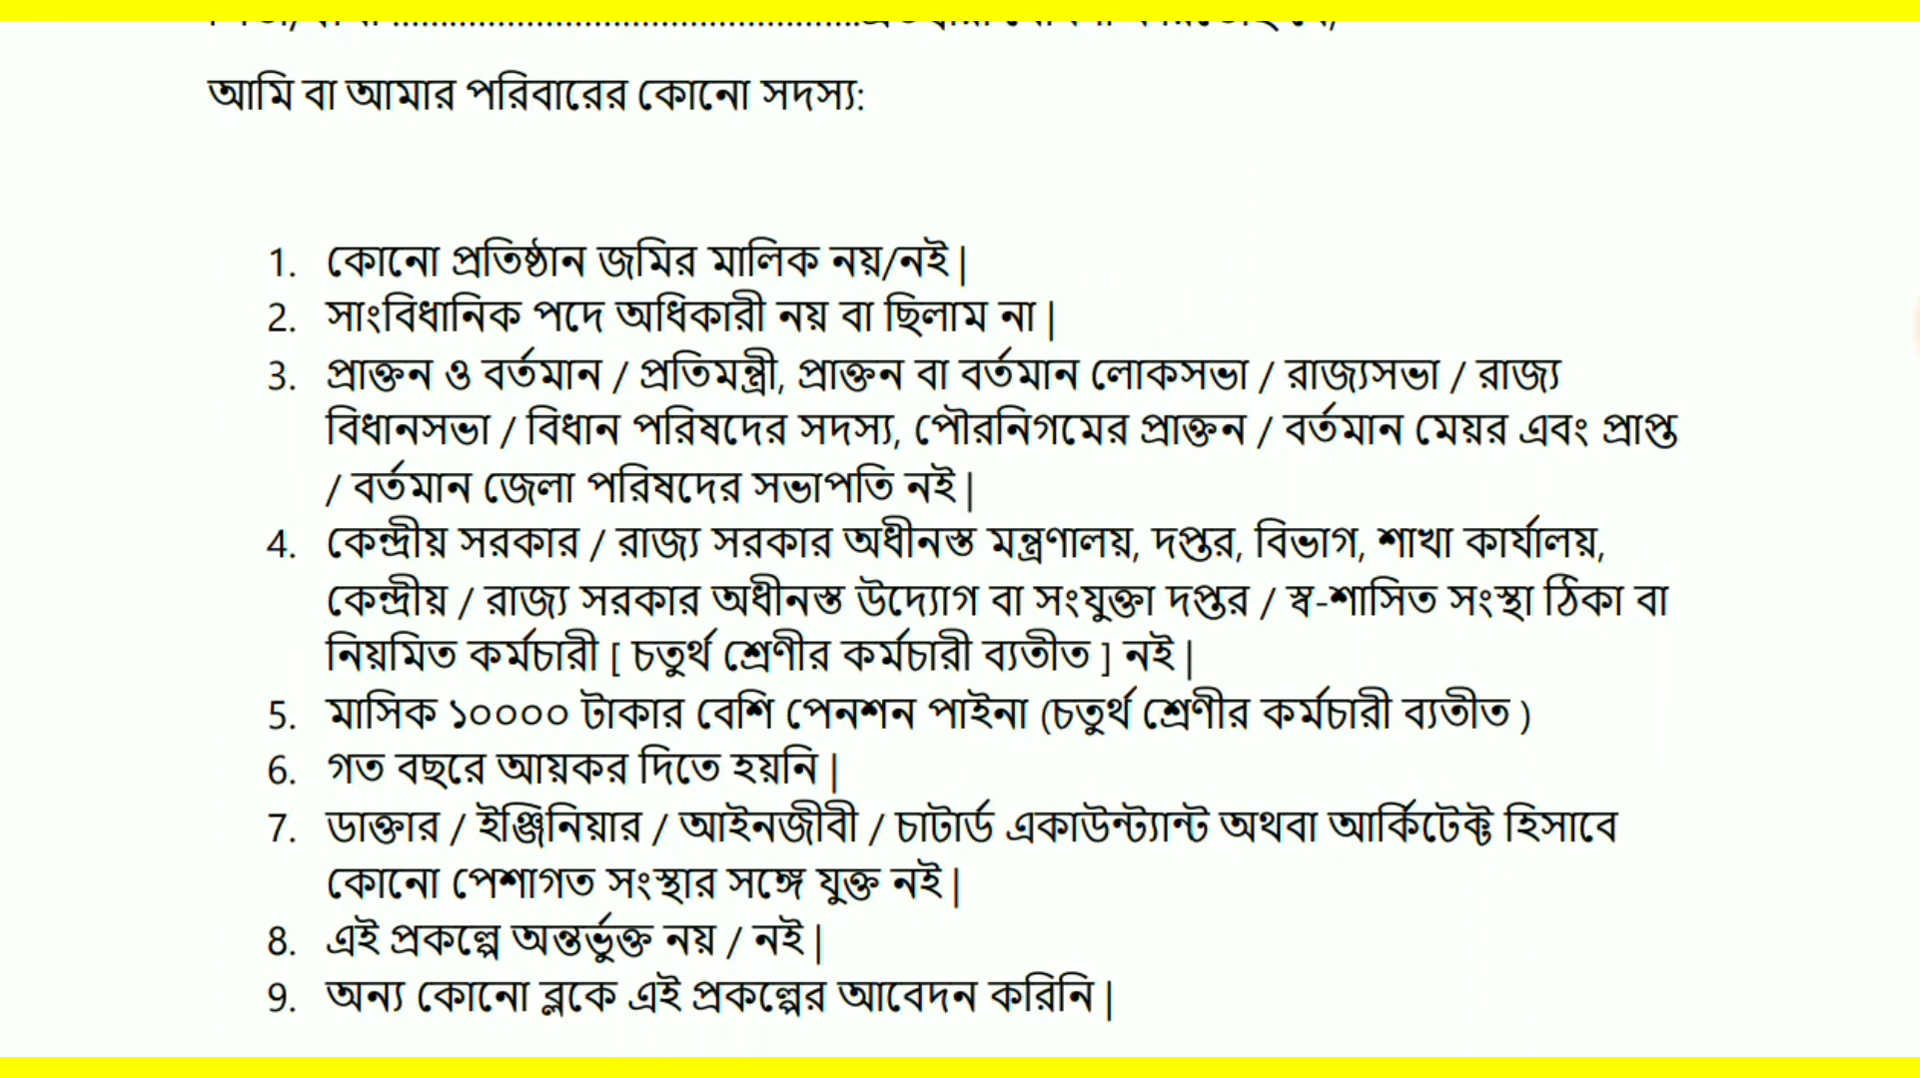 আমি বা আমার পরিবারের কোনো সদস্য:
1. কোনো প্রতিষ্ঠান জমির মালিক নয়/নই|
2. সাংবিধানিক পদে অধিকারী নয় বা ছিলাম না|
3. প্রাক্তন ও বর্তমান / প্রতিমন্ত্রী, প্রাক্তন বা বর্তমান লোকসভা / রাজ্যসভা / রাজ্য
বিধানসভা / বিধান পরিষদের সদস্য, পৌরনিগমের প্রাক্তন / বর্তমান মেয়র এবং প্রাপ্ত
/ বর্তমান জেলা পরিষদের সভাপতি নই|
4. কেন্দ্রীয় সরকার / রাজ্য সরকার অধীনস্ত মন্ত্রণালয়, দপ্তর, বিভাগ, শাখা কার্যালয়,
কেন্দ্রীয় / রাজ্য সরকার অধীনস্ত উদ্যোগ বা সংযুক্তা দপ্তর / স্ব-শাসিত সংস্থা ঠিকা বা
নিয়মিত কর্মচারী [ চতুর্থ শ্রেণীর কর্মচারী ব্যতীত ] নই|
5. মাসিক ১০০০০ টাকার বেশি পেনশন পাইনা (চতুর্থ শ্রেণীর কর্মচারী ব্যতীত )
6. গত বছরে আয়কর দিতে হয়নি|
7. ডাক্তার / ইঞ্জিনিয়ার / আইনজীবী / চাটার্ড একাউন্ট্যান্ট অথবা আর্কিটেক্ট হিসাবে
কোনো পেশাগত সংস্থার সঙ্গে যুক্ত নই|
8. এই প্রকল্পে অন্তর্ভুক্ত নয় / নই|
9. অন্য কোনো ব্লকে এই প্রকল্পের আবেদন করিনি|